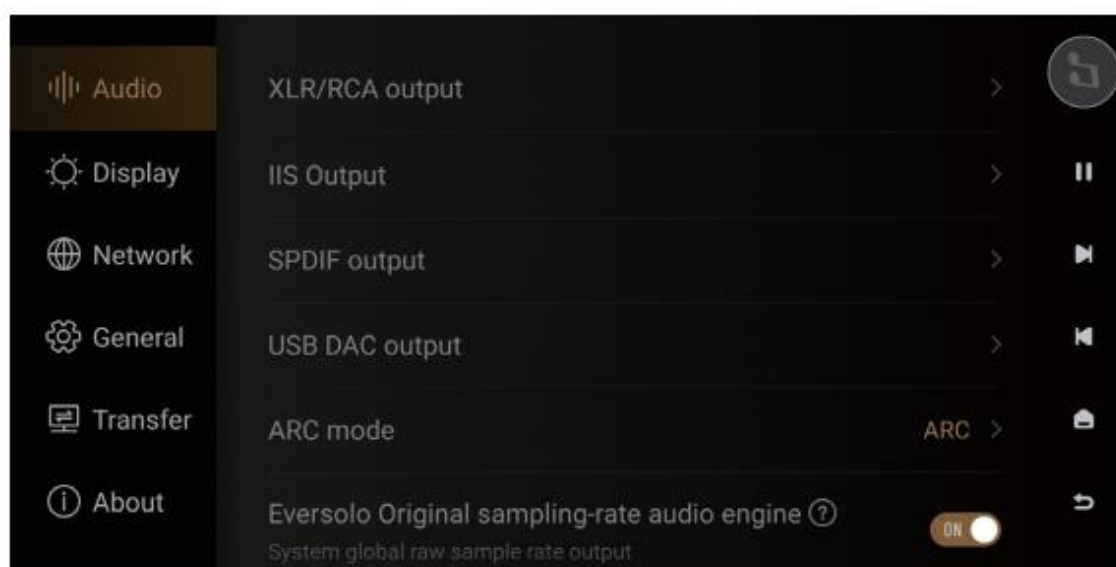 Audio
Display
Network
General
Transfer
About
XLR/RCA output
IIS Output
SPDIF output
USB DAC output
ARC mode ARC
Eversolo Original sampling-rate audio engine ?
ON
System global raw sample rate output